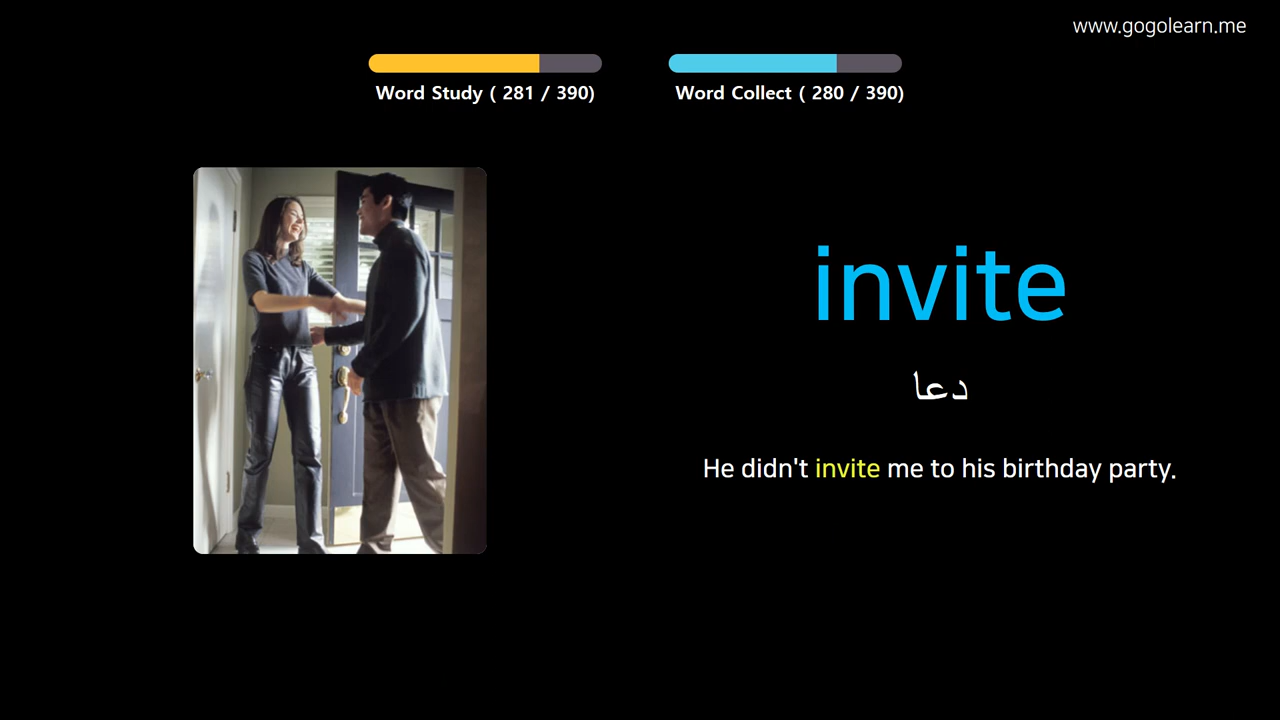 www.gogolearn.me
Word Study ( 281 / 390)
Word Collect ( 280 / 390)
invite
دعا
He didn't invite me to his birthday party.